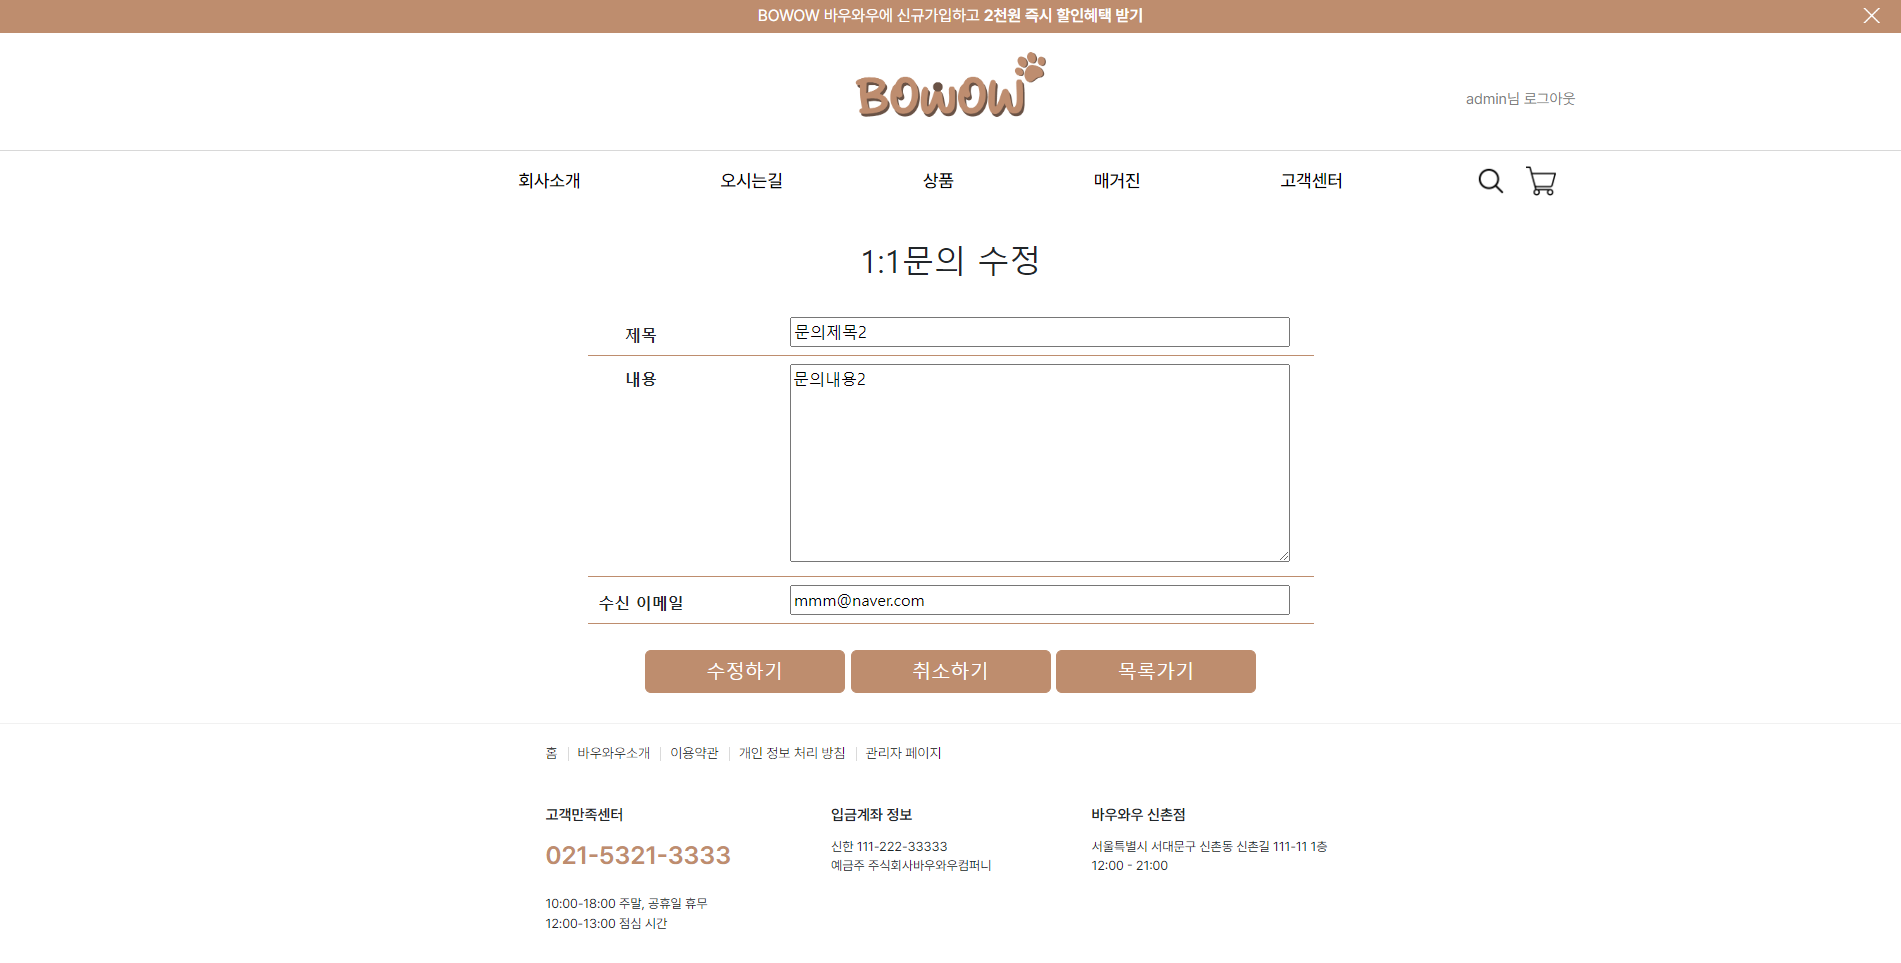 BOWOW 바우와우에 신규가입하고 2천원 즉시 할인혜택 받기
BOWOW
admin님 로그아웃
회사소개 오시는길 상품 매거진 고객센터
1:1문의 수정
제목 문의제목2
내용 문의내용2
수신 이메일 mmm@naver.com
수정하기 취소하기 목록가기
홈 바우와우소개 이용약관 개인 정보 처리 방침 관리자 페이지
고객만족센터 입금계좌 정보 바우와우 신촌점
021-5321-3333
신한 111-222-33333 서울특별시 서대문구 신촌동 신촌길 111-11 1층
예금주 주식회사바우와우컴퍼니 12:00 - 21:00
10:00-18:00 주말, 공휴일 휴무
12:00-13:00 점심 시간